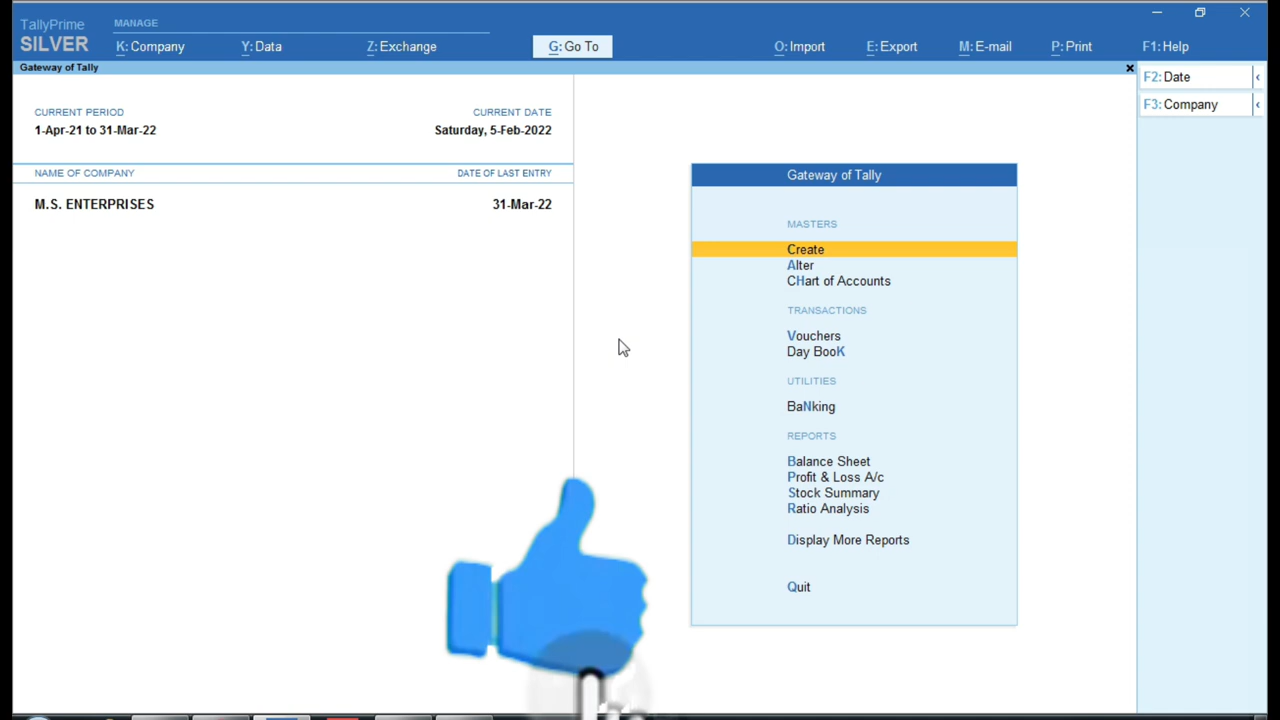 TallyPrime
SILVER
MANAGE
K: Company
Y: Data
Z: Exchange
G: Go To
O: Import
E: Export
M: E-mail
P: Print
F1: Help
Gateway of Tally
F2: Date
F3: Company
CURRENT PERIOD
CURRENT DATE
1-Apr-21 to 31-Mar-22
Saturday, 5-Feb-2022
NAME OF COMPANY
DATE OF LAST ENTRY
M.S. ENTERPRISES
31-Mar-22
Gateway of Tally
MASTERS
Create
Alter
CHart of Accounts
TRANSACTIONS
Vouchers
Day BooK
UTILITIES
BaNking
REPORTS
Balance Sheet
Profit & Loss A/c
Stock Summary
Ratio Analysis
Display More Reports
Quit